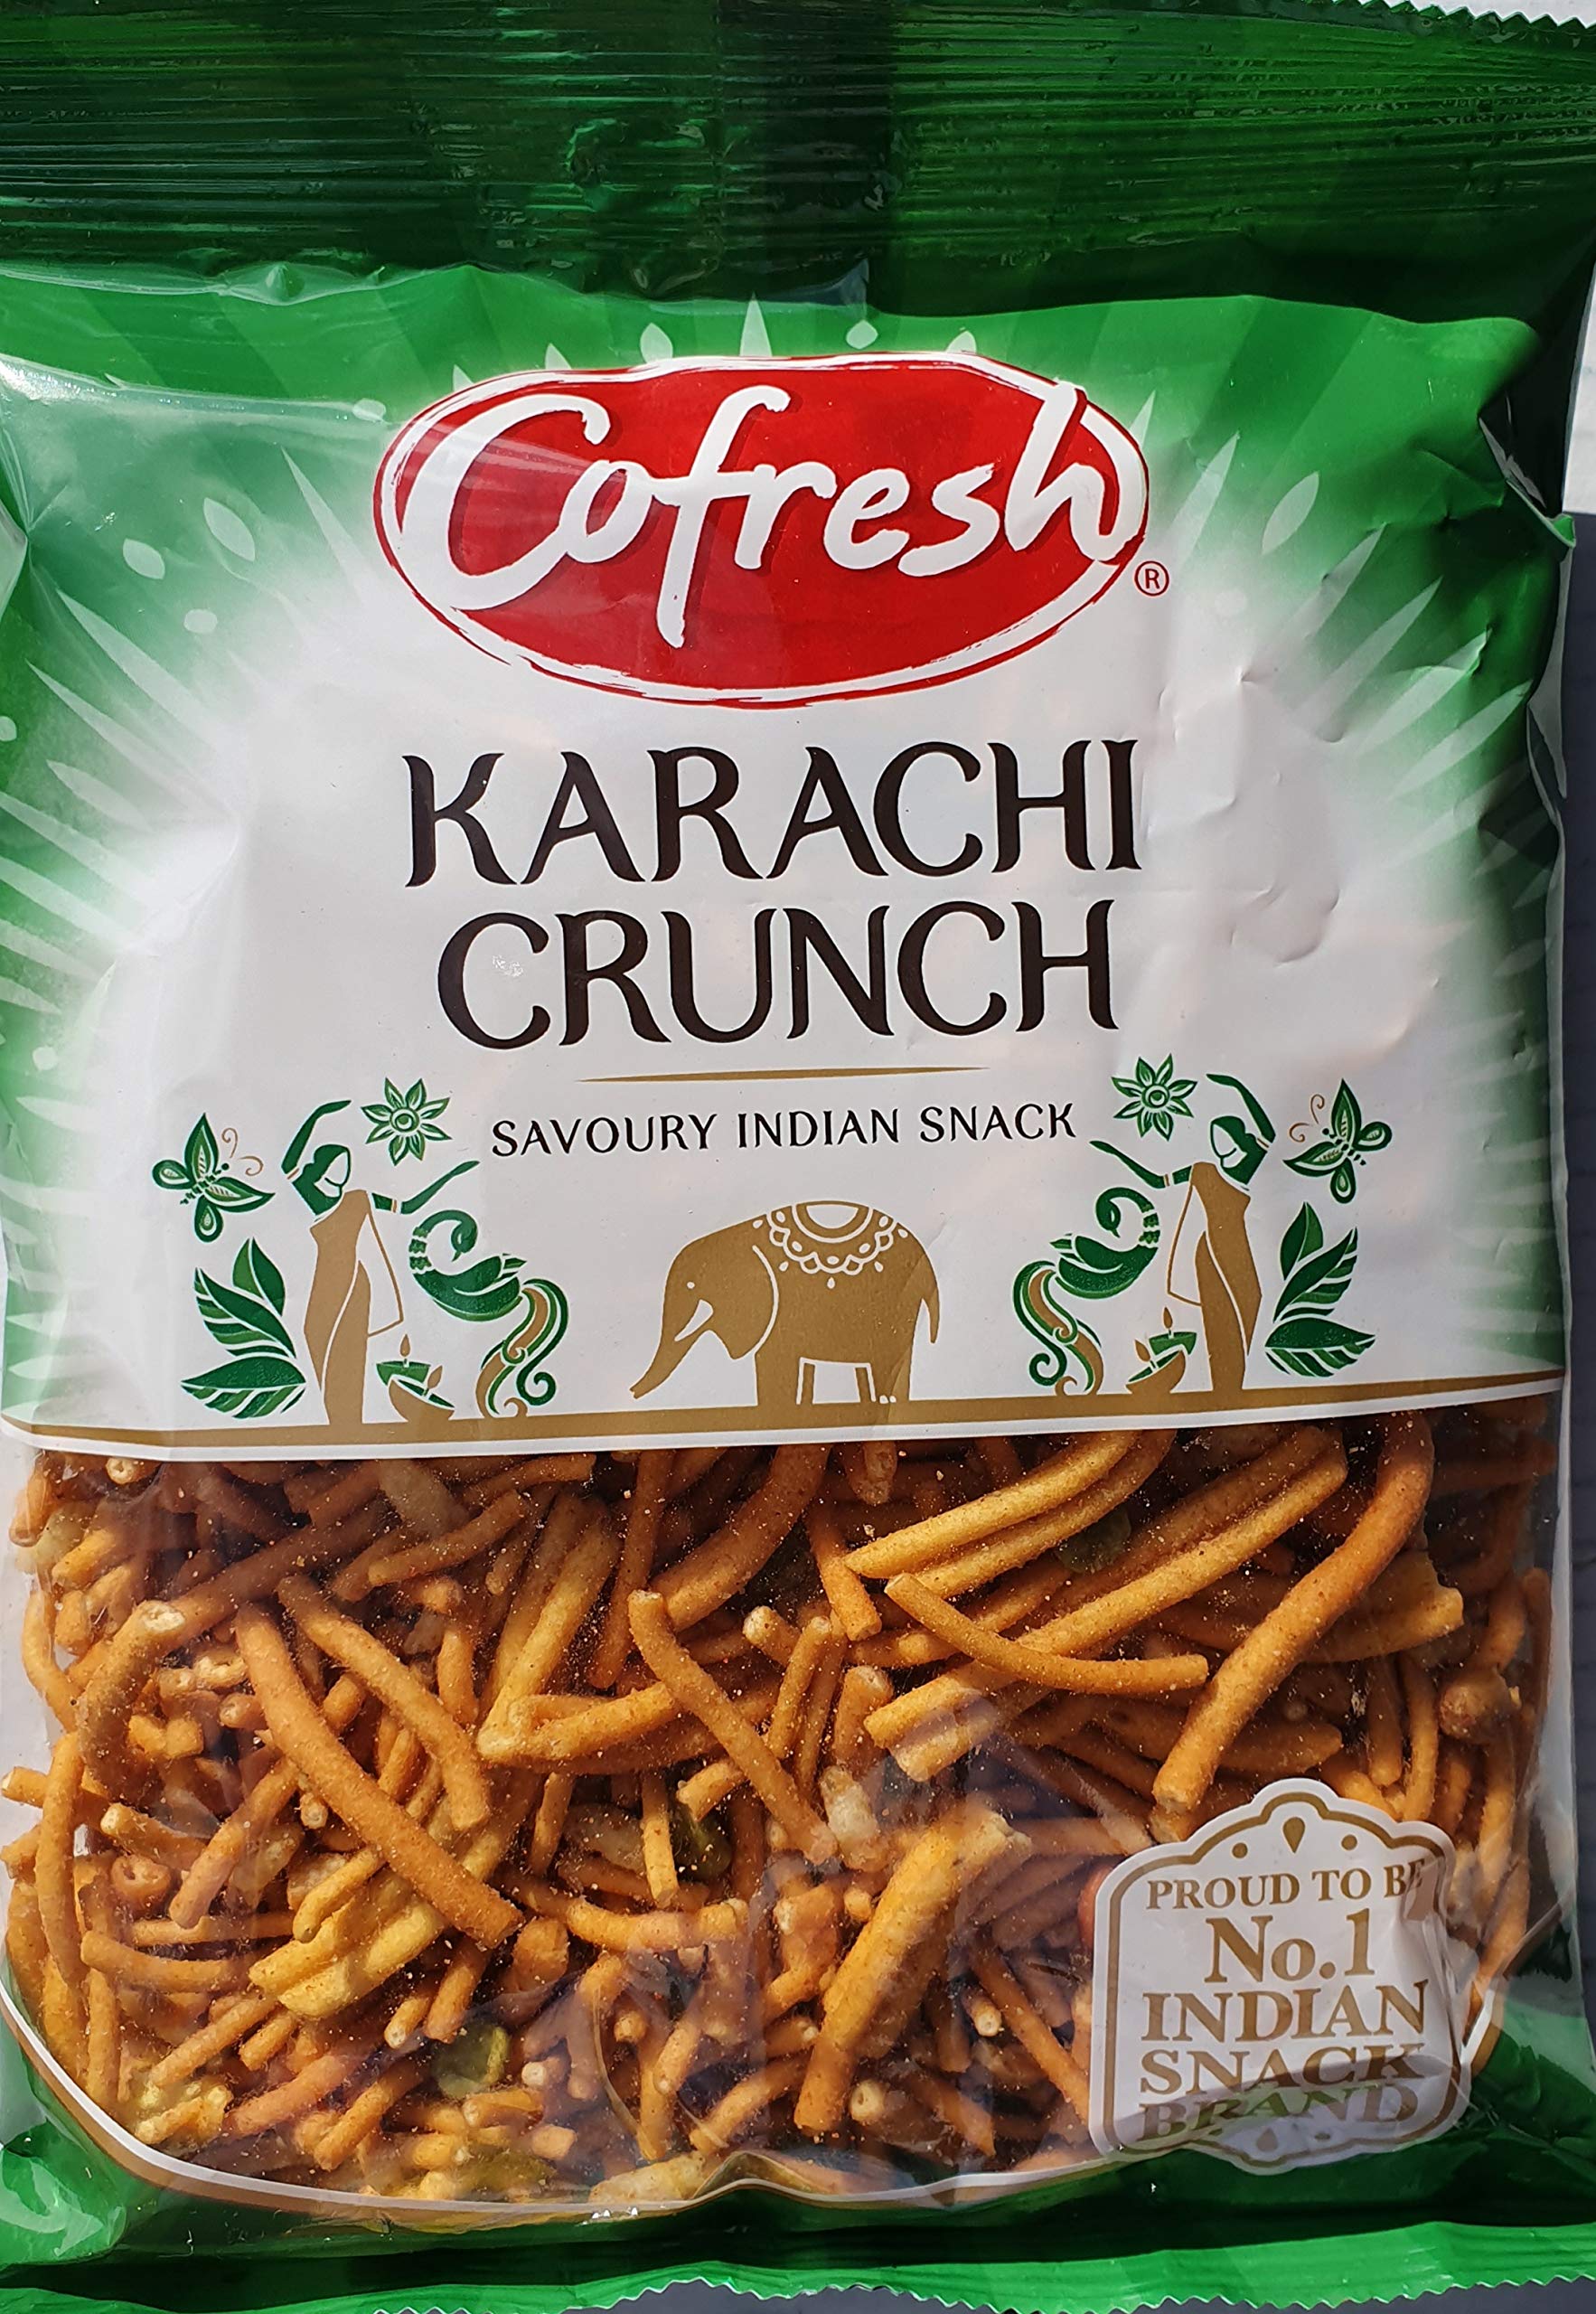 Cofresh®
KARACHI
CRUNCH
SAVOURY INDIAN SNACK
PROUD TO BE
No.1
INDIAN
SNACK
BRAND